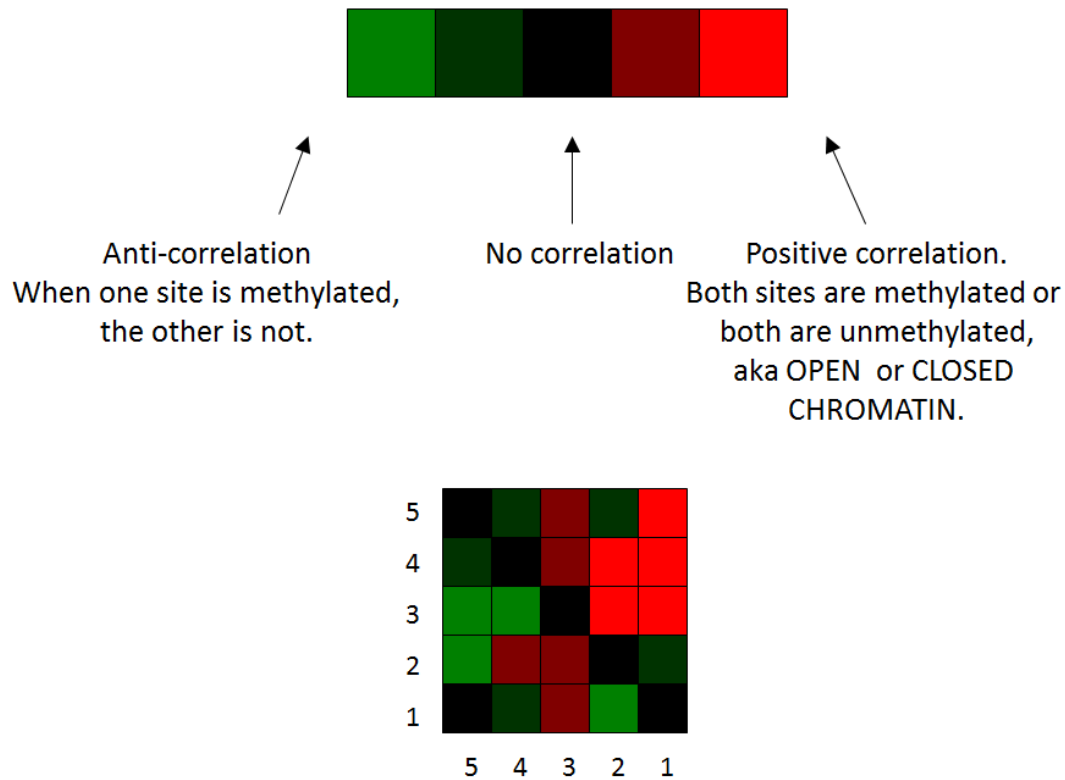 Anti-correlation
When one site is methylated,
the other is not.
No correlation
Positive correlation.
Both sites are methylated or
both are unmethylated,
aka OPEN or CLOSED
CHROMATIN.
5
4
3
2
1
5 4 3 2 1